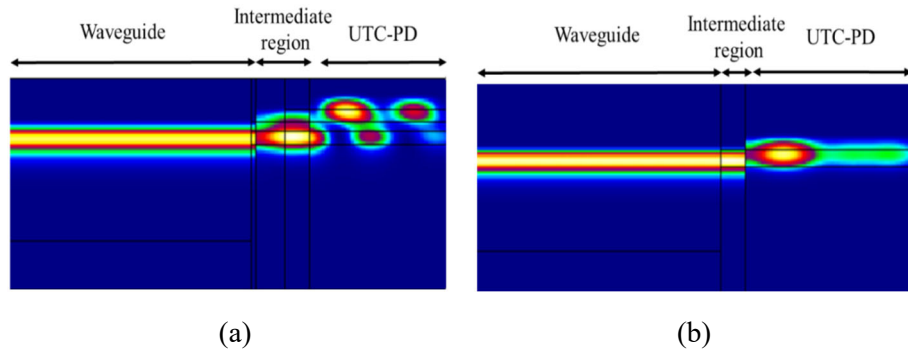 Waveguide
Intermediate
region
UTC-PD
Waveguide
Intermediate
region
UTC-PD
(a)
(b)